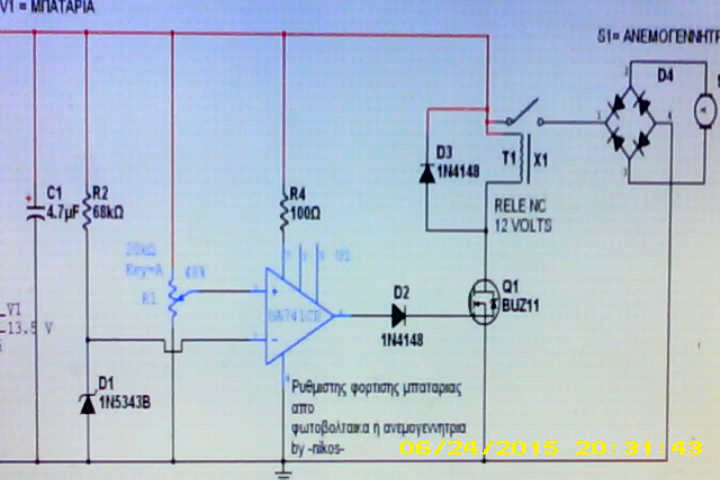 V1 = ΜΠΑΤΑΡΙΑ
S1= ΑΝΕΜΟΓΕΝΝΗΤΡ
D4
D3
1N4148
T1
X1
C1
4.7µF
R2
68kΩ
R4
100Ω
RELE NC
12 VOLTS
20kΩ
Key=A
R1
U1
Q1
BUZ11
V1
13.5 V
D2
1N4148
D1
1N5343B
Ρυθμιστης φορτισης μπαταριας
απο
φωτοβολταικα ή ανεμογεννητρια
by -nikos-
06/24/2015 20:31:43